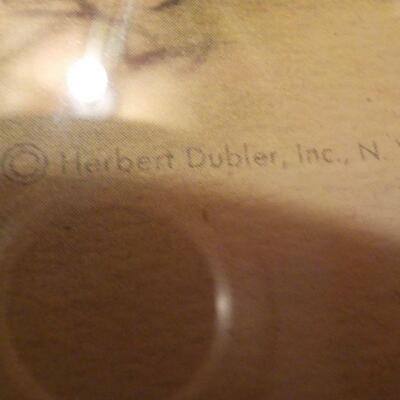 © Herbert Dubler, Inc., N.